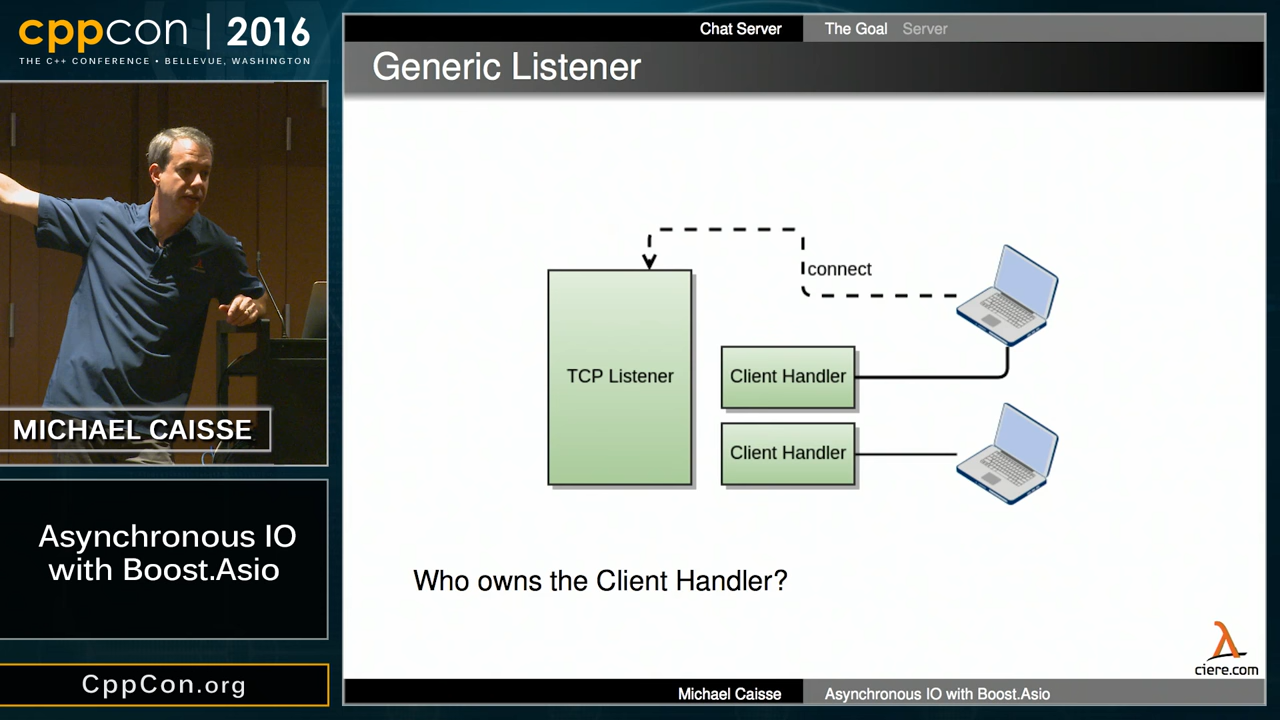 cppcon | 2016
THE C++ CONFERENCE • BELLEVUE, WASHINGTON
MICHAEL CAISSE
Asynchronous IO
with Boost.Asio
CppCon.org
Chat Server The Goal Server
Generic Listener
connect
TCP Listener
Client Handler
Client Handler
Who owns the Client Handler?
ciere.com
Michael Caisse Asynchronous IO with Boost.Asio